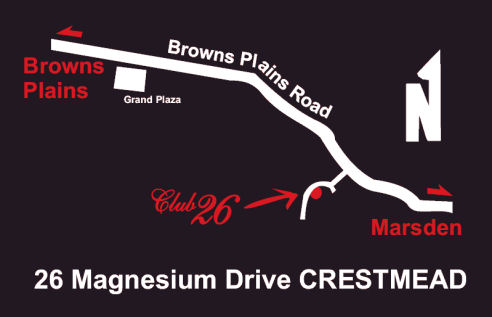 Browns Plains Road
Browns
Plains
Grand Plaza
N
Club 26
Marsden
26 Magnesium Drive CRESTMEAD